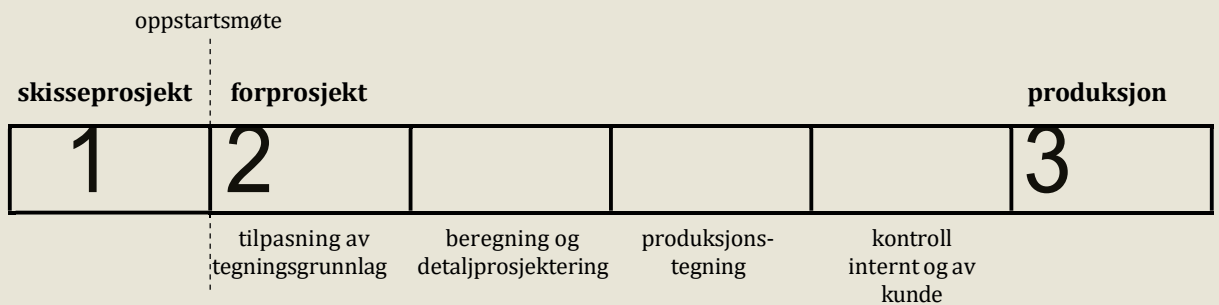 oppstartsmøte
skisseprosjekt
forprosjekt
produksjon
1
2
3
tilpasning av
tegningsgrunnlag
beregning og
detaljprosjektering
produksjons-
tegning
kontroll
internt og av
kunde